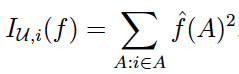 I_{\mathcal{U},i}(f) = \sum_{A:i\in A} \hat{f}(A)^2.